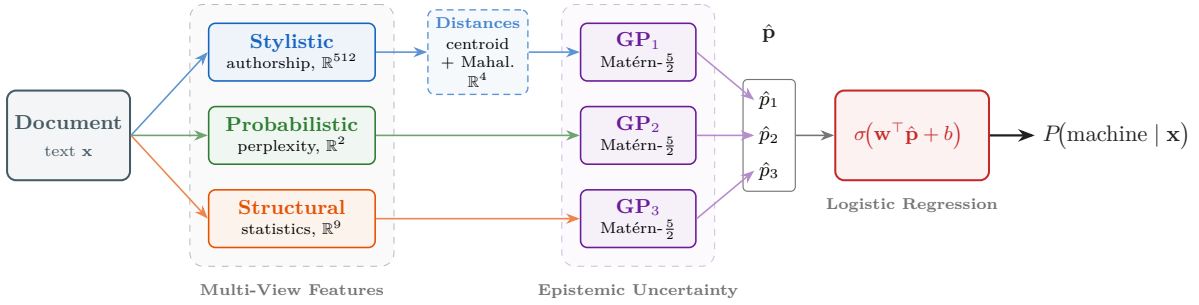 Document
text x
Stylistic
authorship, ℝ⁵¹²
Probabilistic
perplexity, ℝ²
Structural
statistics, ℝ⁹
Multi-View Features
Distances
centroid
+ Mahal.
ℝ⁴
GP₁
Matérn-5/2
GP₂
Matérn-5/2
GP₃
Matérn-5/2
Epistemic Uncertainty
p̂
p̂₁
p̂₂
p̂₃
σ(w⊤p̂ + b)
Logistic Regression
P(machine | x)